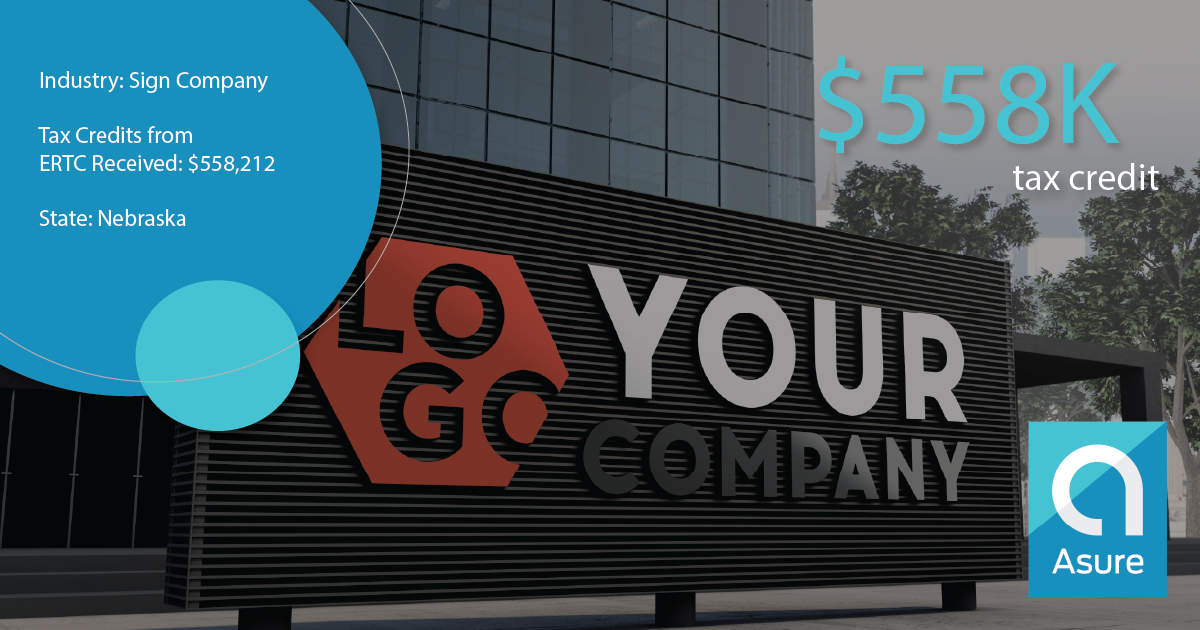 Industry: Sign Company
Tax Credits from
ERTC Received: $558,212
State: Nebraska
$558K
tax credit
LO
GO
YOUR
COMPANY
Asure